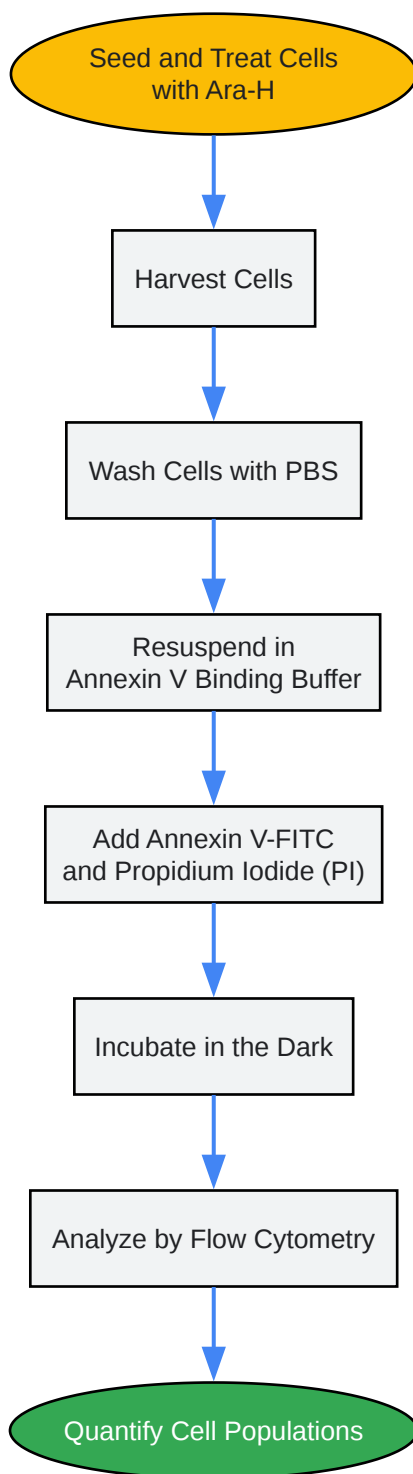 Seed and Treat Cells
with Ara-H
Harvest Cells
Wash Cells with PBS
Resuspend in
Annexin V Binding Buffer
Add Annexin V-FITC
and Propidium Iodide (PI)
Incubate in the Dark
Analyze by Flow Cytometry
Quantify Cell Populations